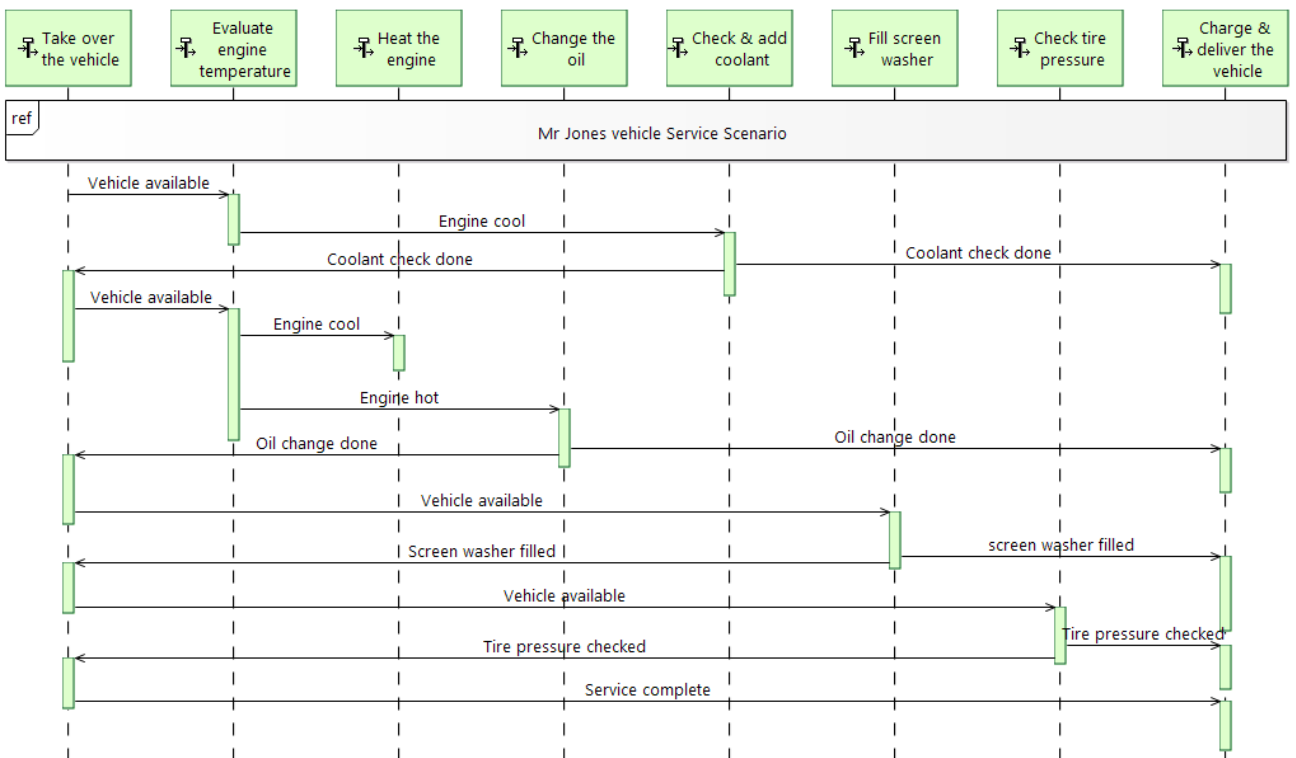 Take over
the vehicle
Evaluate
engine
temperature
Heat the
engine
Change the
oil
Check & add
coolant
Fill screen
washer
Check tire
pressure
Charge &
deliver the
vehicle
ref
Mr Jones vehicle Service Scenario
Vehicle available
Engine cool
Coolant check done
Coolant check done
Vehicle available
Engine cool
Engine hot
Oil change done
Oil change done
Vehicle available
Screen washer filled
screen washer filled
Vehicle available
Tire pressure checked
Tire pressure checked
Service complete